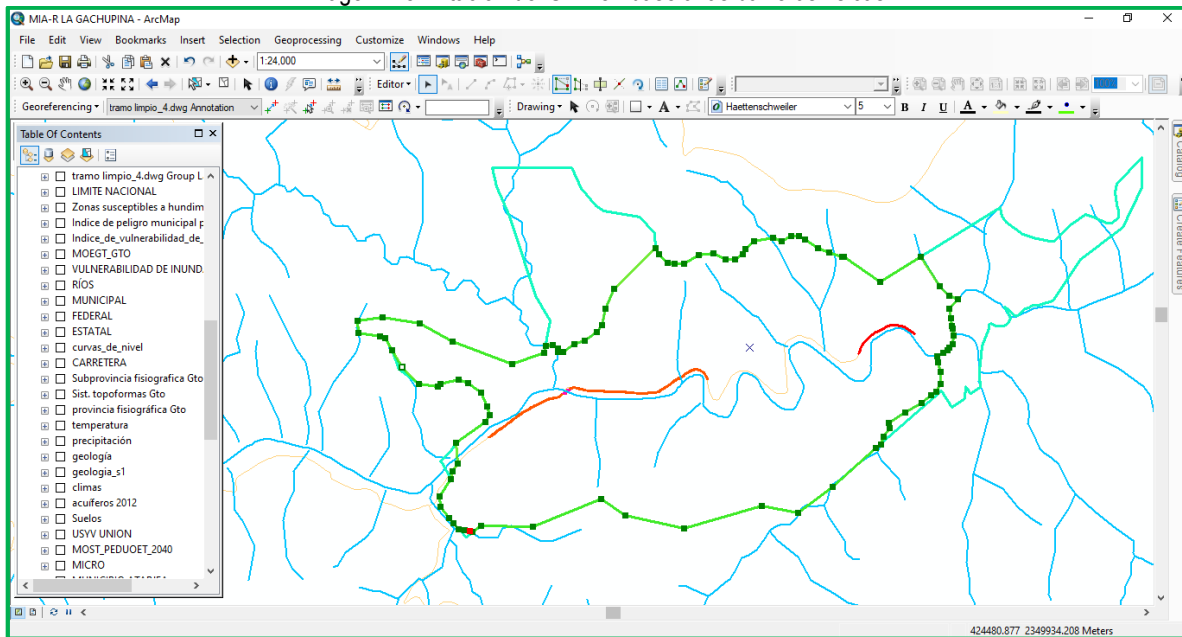 MIA-R LA GACHUPINA - ArcMap
File Edit View Bookmarks Insert Selection Geoprocessing Customize Windows Help
1:24,000
Editor
Georeferencing tramo limpio_4.dwg Annotation Drawing A Haettenschweiler 5 B I U A
Table Of Contents
tramo limpio_4.dwg Group L
LIMITE NACIONAL
Zonas susceptibles a hundim
Indice de peligro municipal p
Indice_de_vulnerabilidad_de_
MOEGT_GTO
VULNERABILIDAD DE INUND
RÍOS
MUNICIPAL
FEDERAL
ESTATAL
curvas_de_nivel
CARRETERA
Subprovincia fisiografica Gto
Sist. topoformas Gto
provincia fisiográfica Gto
temperatura
precipitación
geología
geologia_s1
climas
acuíferos 2012
Suelos
USYV UNION
MOST_PEDUOET_2040
MICRO
Catalog
Create Features
424480.877 2349934.208 Meters